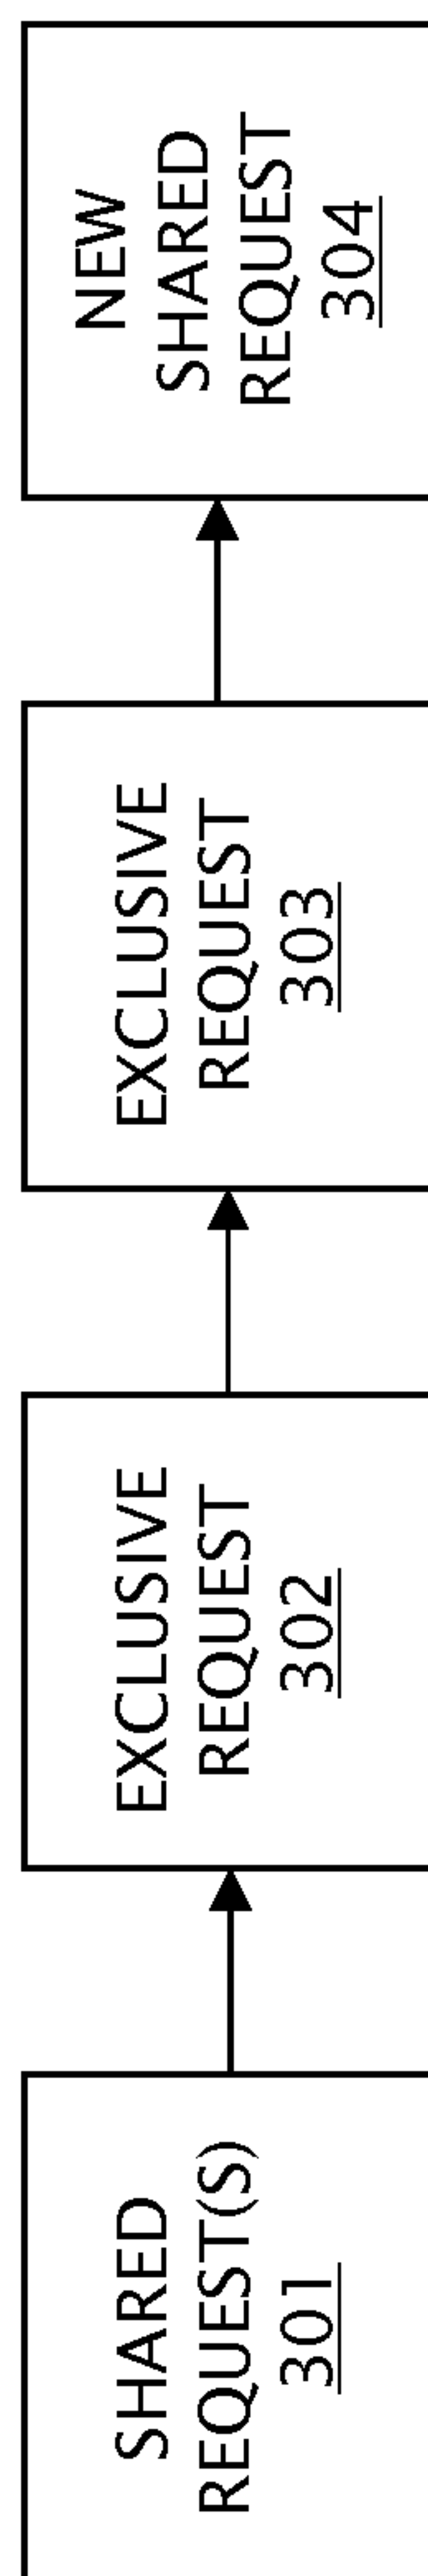 SHARED
REQUEST(S)
301
EXCLUSIVE
REQUEST
302
EXCLUSIVE
REQUEST
303
NEW
SHARED
REQUEST
304